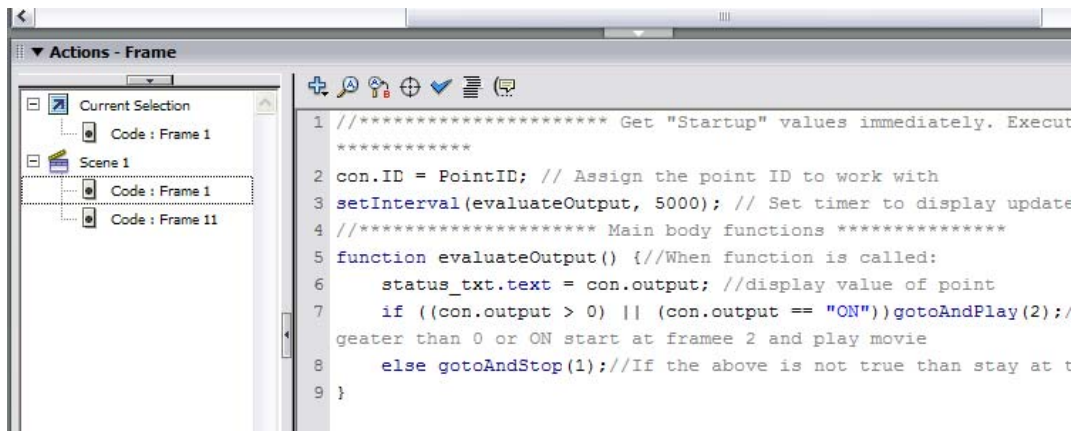 Actions - Frame
Current Selection
Code : Frame 1
Scene 1
Code : Frame 1
Code : Frame 11
1 //********************** Get "Startup" values immediately. Execut
************
2 con.ID = PointID; // Assign the point ID to work with
3 setInterval(evaluateOutput, 5000); // Set timer to display update
4 //********************* Main body functions ***************
5 function evaluateOutput() {//When function is called:
6 status_txt.text = con.output; //display value of point
7 if ((con.output > 0) || (con.output == "ON"))gotoAndPlay(2);/
geater than 0 or ON start at framee 2 and play movie
8 else gotoAndStop(1);//If the above is not true than stay at t
9 }